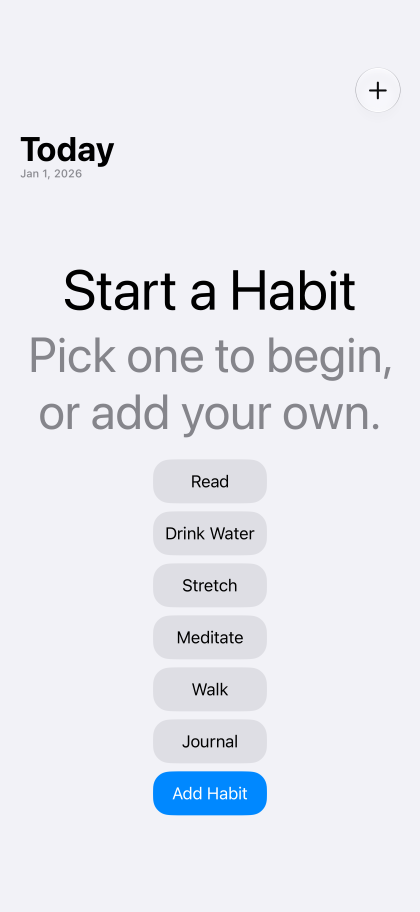 Today
Jan 1, 2026
Start a Habit
Pick one to begin,
or add your own.
Read
Drink Water
Stretch
Meditate
Walk
Journal
Add Habit